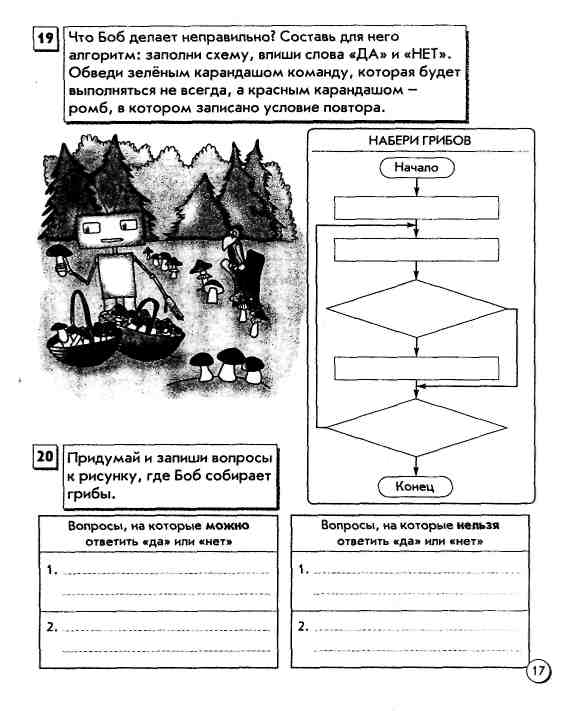 19
Что Боб делает неправильно? Составь для него
алгоритм: заполни схему, впиши слова «ДА» и «НЕТ».
Обведи зелёным карандашом команду, которая будет
выполняться не всегда, а красным карандашом –
ромб, в котором записано условие повтора.
НАБЕРИ ГРИБОВ
Начало
Конец
20
Придумай и запиши вопросы
к рисунку, где Боб собирает
грибы.
Вопросы, на которые можно
ответить «да» или «нет»
1.
2.
Вопросы, на которые нельзя
ответить «да» или «нет»
1.
2.
17